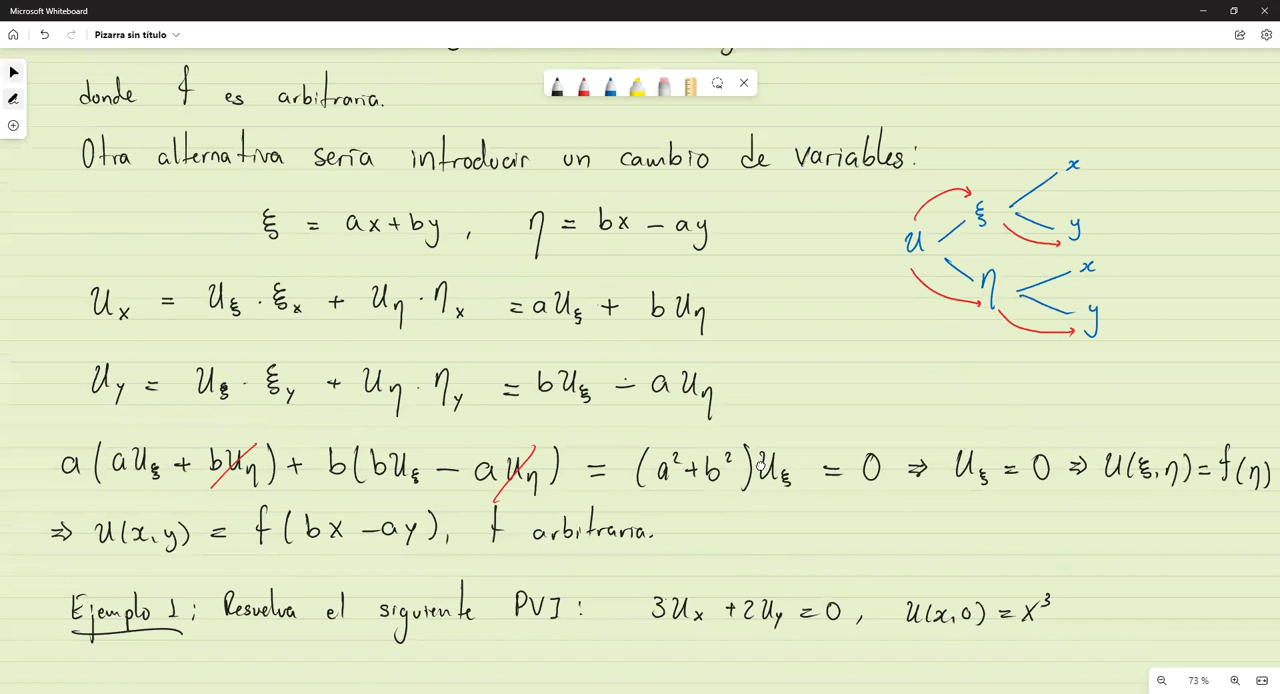 Microsoft Whiteboard
Pizarra sin título
donde f es arbitraria.
Otra alternativa sería introducir un cambio de variables:
ξ = ax + by , η = bx − ay
u ξ η x y x y
u_x = u_ξ · ξ_x + u_η · η_x = a u_ξ + b u_η
u_y = u_ξ · ξ_y + u_η · η_y = b u_ξ − a u_η
a(a u_ξ + b u_η) + b(b u_ξ − a u_η) = (a² + b²) u_ξ = 0 ⇒ u_ξ = 0 ⇒ u(ξ,η) = f(η)
⇒ u(x,y) = f(bx − ay), f arbitraria.
Ejemplo 1: Resuelva el siguiente PVI: 3u_x + 2u_y = 0, u(x,0) = x³
73 %